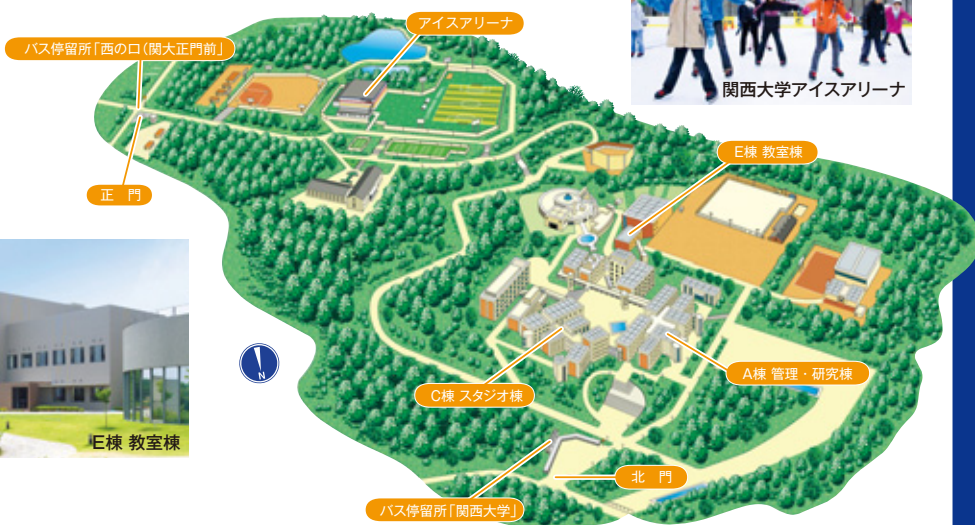 アイスアリーナ
バス停留所「西の口（関大正門前」
関西大学アイスアリーナ
E棟 教室棟
正 門
A棟 管理・研究棟
N
C棟 スタジオ棟
E棟 教室棟
北 門
バス停留所「関西大学」